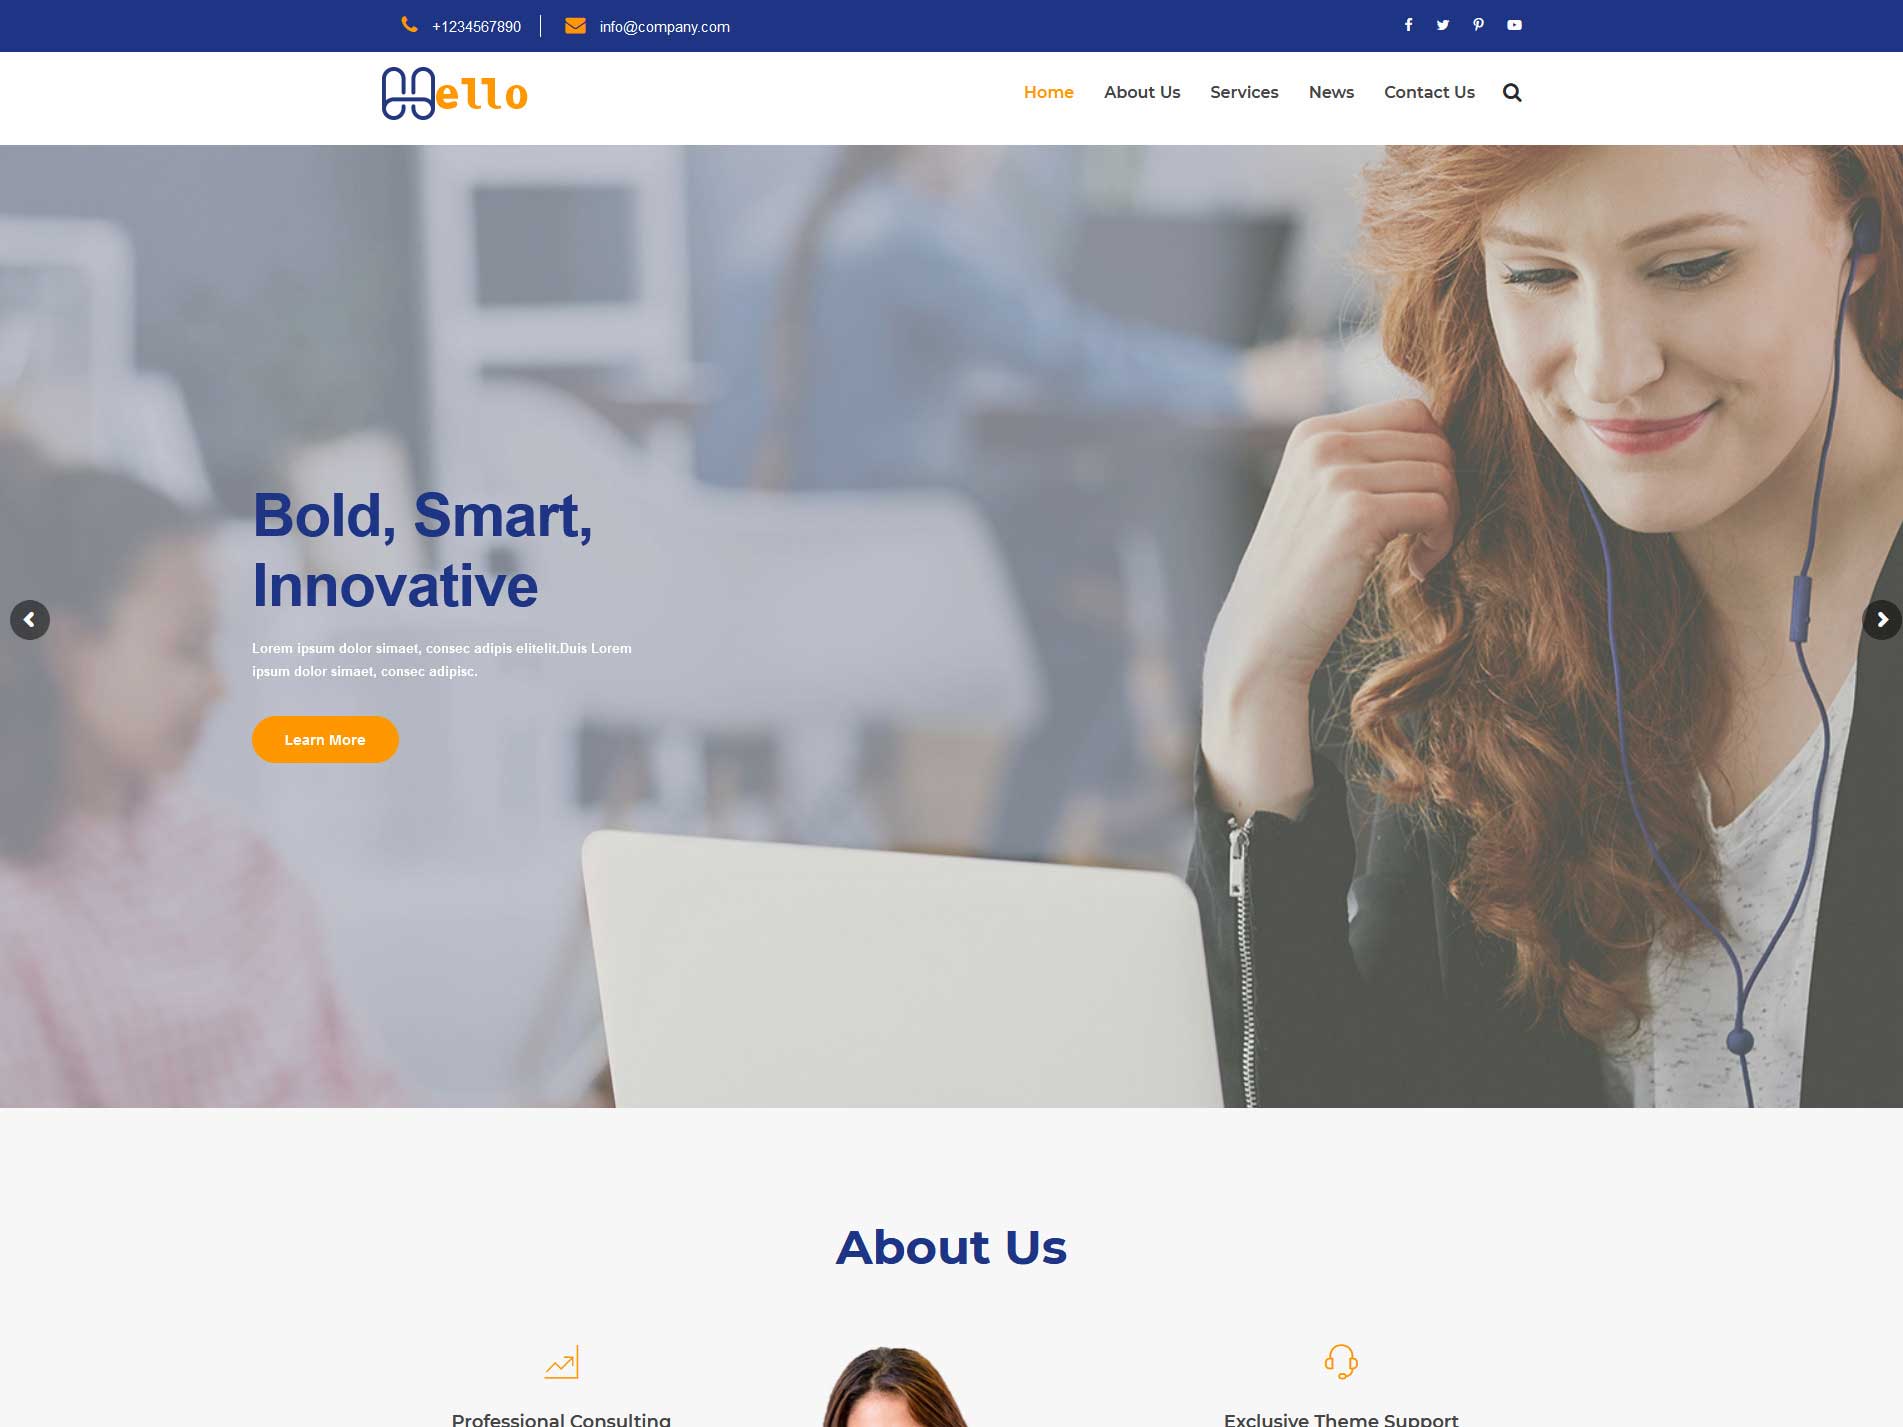 +1234567890
info@company.com
Hello
Home
About Us
Services
News
Contact Us
Bold, Smart,
Innovative
Lorem ipsum dolor simaet, consec adipis elitelit.Duis Lorem
ipsum dolor simaet, consec adipisc.
Learn More
About Us
Professional Consulting
Exclusive Theme Support